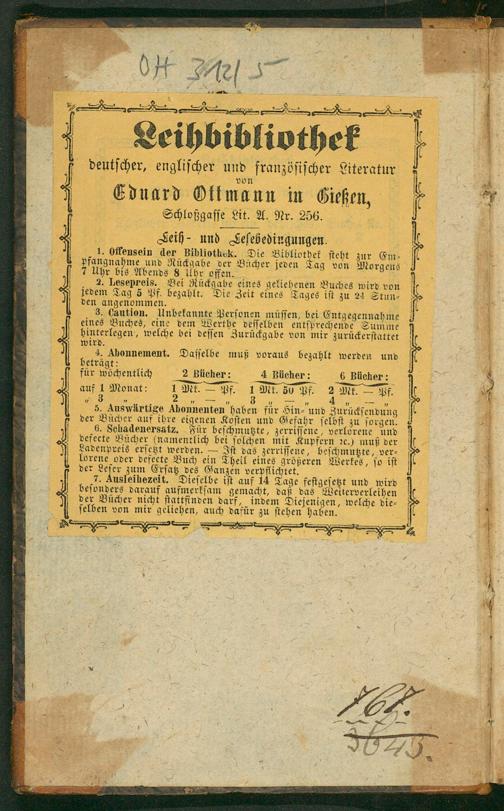 OH 312/5
Leihbibliothek
deutscher, englischer und französischer Literatur
von
Eduard Ottmann in Gießen,
Schloßgasse Lit. A. Nr. 256.
Leih- und Lesebedingungen.
1. Offensein der Bibliothek. Die Bibliothek steht zur Em-
pfangnahme und Rückgabe der Bücher jeden Tag von Morgens
7 Uhr bis Abends 8 Uhr offen.
2. Lesepreis. Bei Rückgabe eines geliehenen Buches wird von
jedem Tag 5 Pf. bezahlt. Die Zeit eines Tages ist zu 24 Stun-
den angenommen.
3. Caution. Unbekannte Personen müssen, bei Entgegennahme
eines Buches, eine dem Werthe desselben entsprechende Summe
hinterlegen, welche bei dessen Zurückgabe von mir zurückerstattet
wird.
4. Abonnement. Dasselbe muß voraus bezahlt werden und
beträgt:
für wöchentlich 2 Bücher: 4 Bücher: 6 Bücher:
auf 1 Monat: 1 Mk. — Pf. 1 Mk. 50 Pf. 2 Mk. — Pf.
„ 3 „ 2 „ — „ 3 „ — „ 4 „ — „
5. Auswärtige Abonnenten haben für Hin- und Zurücksendung
der Bücher auf ihre eigenen Kosten und Gefahr selbst zu sorgen.
6. Schadenersatz. Für beschmutzte, zerrissene, verlorene und
defecte Bücher (namentlich bei solchen mit Kupfern ꝛc.) muß der
Ladenpreis ersetzt werden. — Ist das zerrissene, beschmutzte, ver-
lorene oder defecte Buch ein Theil eines größeren Werkes, so ist
der Leser zum Ersatz des Ganzen verpflichtet.
7. Ausleihezeit. Dieselbe ist auf 14 Tage festgesetzt und wird
besonders darauf aufmerksam gemacht, daß das Weiterverleihen
der Bücher nicht stattfinden darf, indem Diejenigen, welche die-
selben von mir geliehen, auch dafür zu stehen haben.
767.
3645.